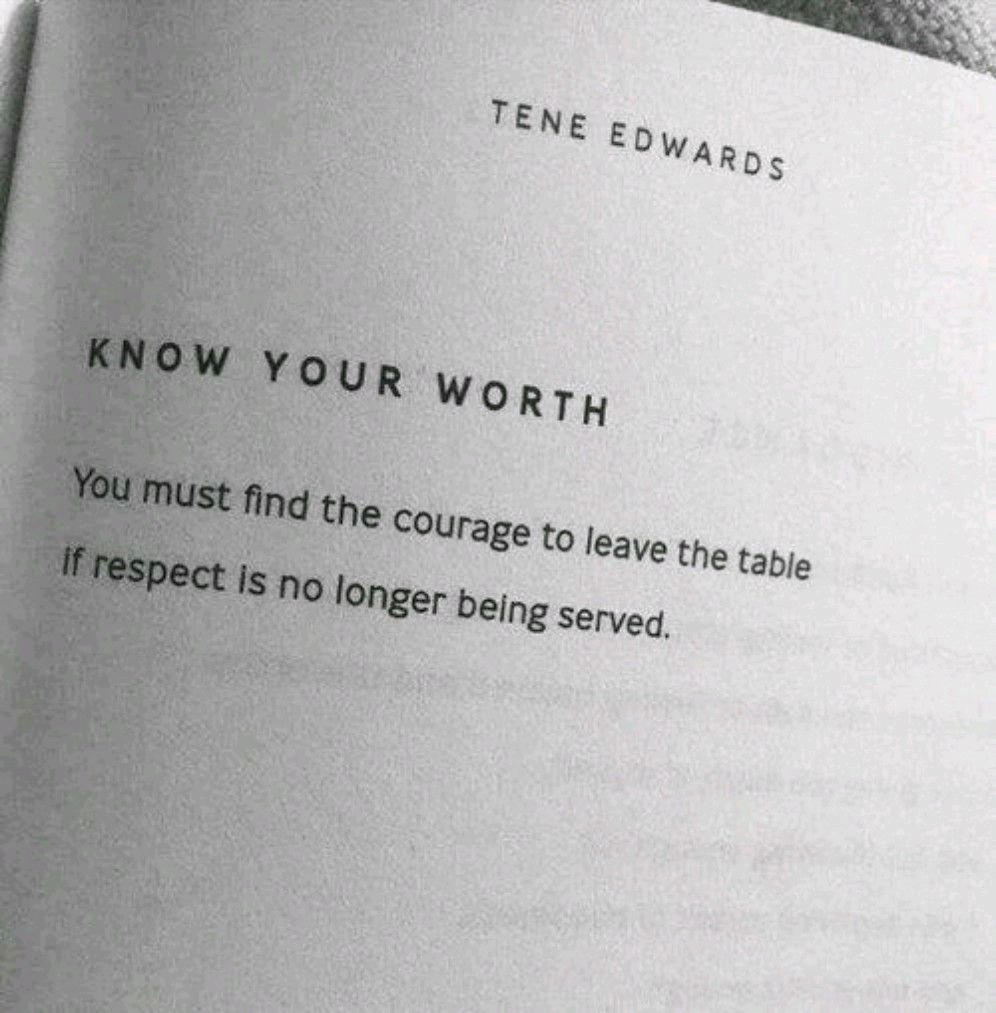 TENE EDWARDS
KNOW YOUR WORTH
You must find the courage to leave the table
if respect is no longer being served.